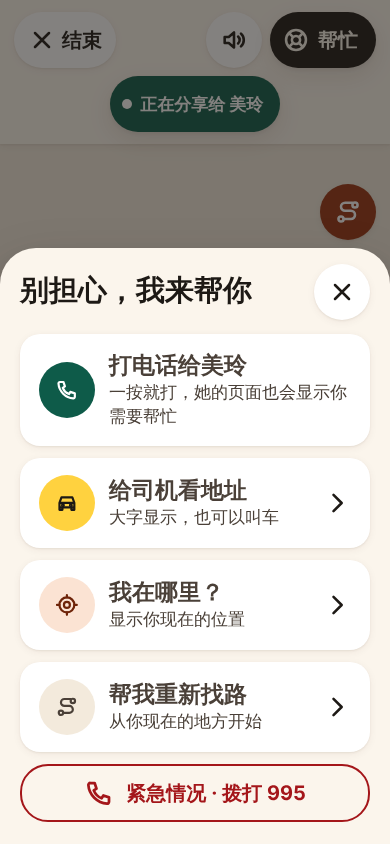 结束
帮忙
正在分享给 美玲
别担心，我来帮你
打电话给美玲
一按就打，她的页面也会显示你
需要帮忙
给司机看地址
大字显示，也可以叫车
我在哪里？
显示你现在的位置
帮我重新找路
从你现在的地方开始
紧急情况 · 拨打 995